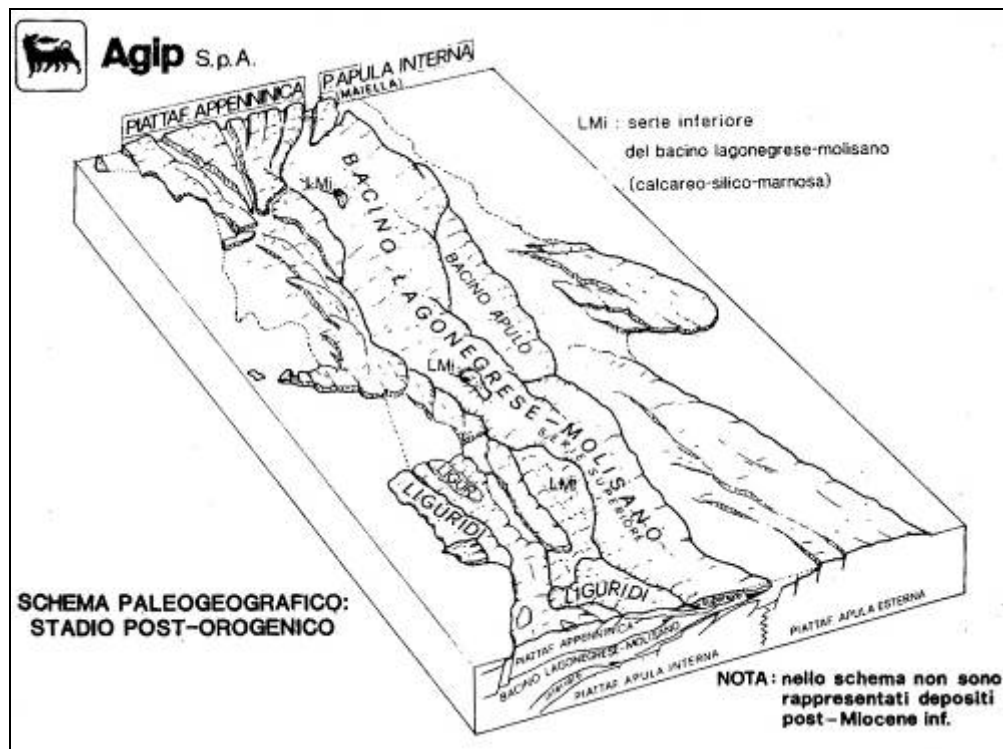 Agip S.p.A.
PIATTAF APPENNINICA
P APULA INTERNA
(MAIELLA)
LMi : serie inferiore
del bacino lagonegrese-molisano
(calcareo-silico-marnosa)
LMi
BACINO LAGONEGRESE-MOLISANO
SERIE SUPERIORE
BACINO APULO
LMi
LMi
LIGUR
LIGURIDI
LIGURIDI
SCHEMA PALEOGEOGRAFICO:
STADIO POST-OROGENICO
PIATTAF APPENNINICA
BACINO LAGONEGRESE-MOLISANO
PIATTAF APULA INTERNA
PIATTAF APULA ESTERNA
NOTA: nello schema non sono
rappresentati depositi
post-Miocene inf.